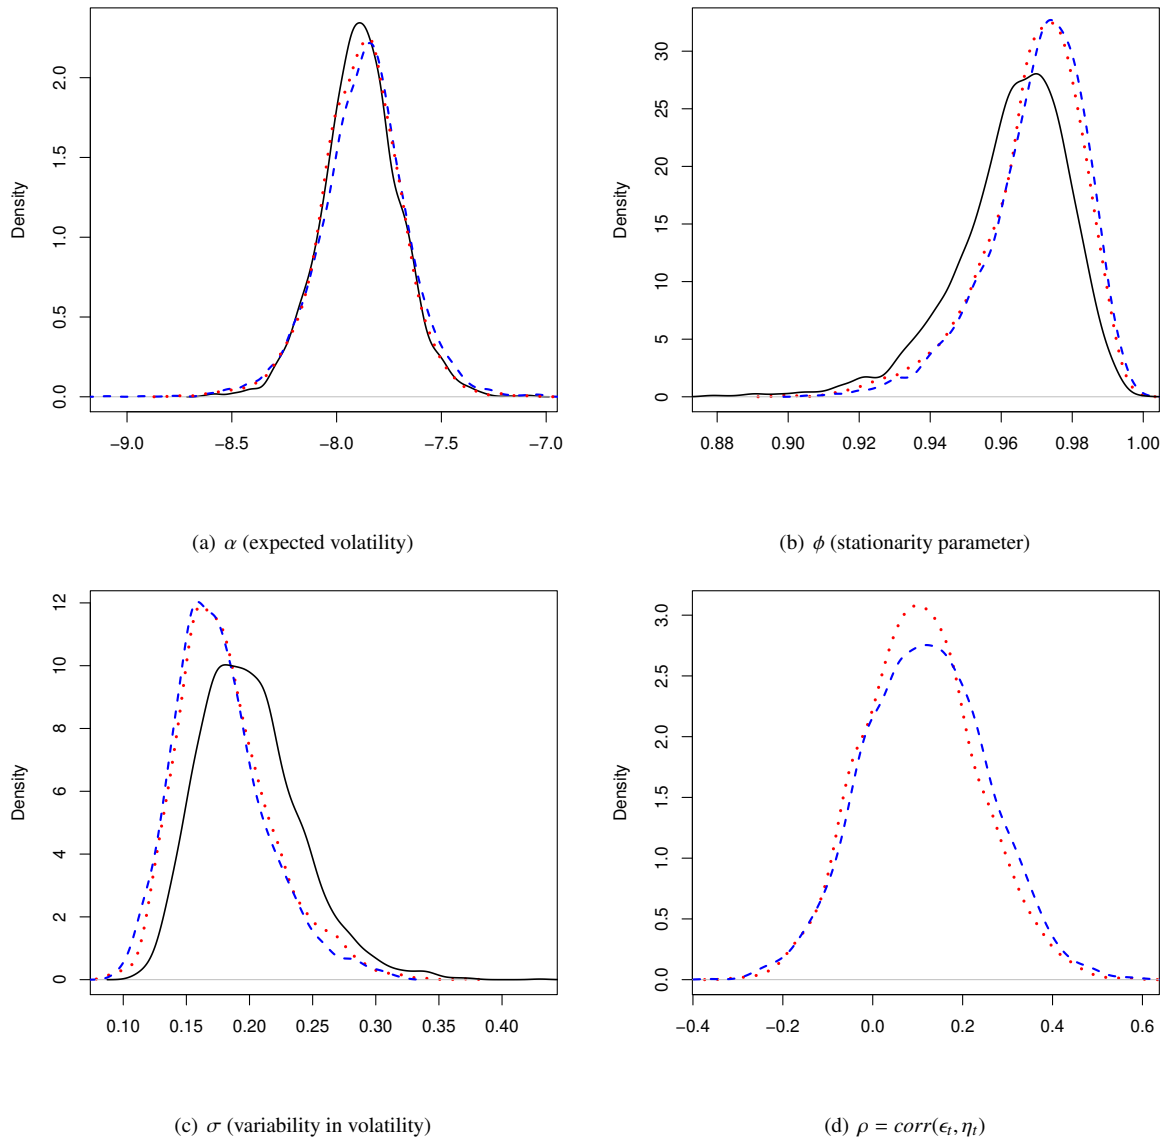 Density
0.0 0.5 1.0 1.5 2.0
−9.0 −8.5 −8.0 −7.5 −7.0
(a) α (expected volatility)
Density
0 5 10 15 20 25 30
0.88 0.90 0.92 0.94 0.96 0.98 1.00
(b) ϕ (stationarity parameter)
Density
0 2 4 6 8 10 12
0.10 0.15 0.20 0.25 0.30 0.35 0.40
(c) σ (variability in volatility)
Density
0.0 0.5 1.0 1.5 2.0 2.5 3.0
−0.4 −0.2 0.0 0.2 0.4 0.6
(d) ρ = corr(ϵt, ηt)